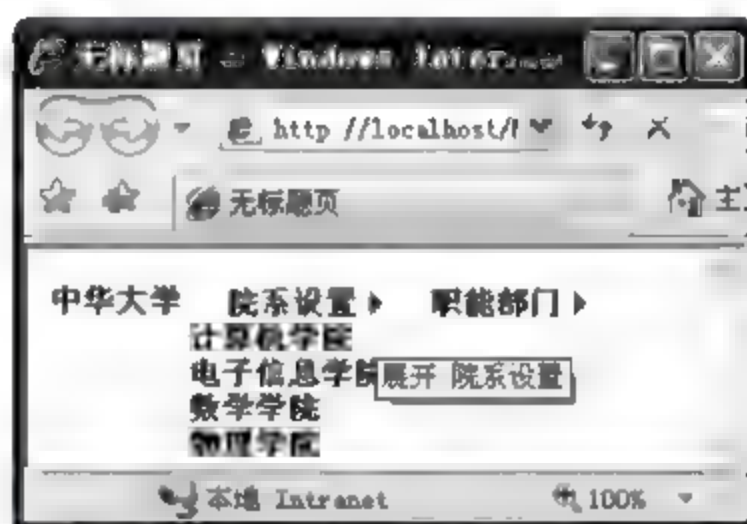 无标题页 - Windows Inter...
http //localhost/
无标题页
主
中华大学 院系设置 职能部门
计算机学院
电子信息学院 展开 院系设置
数学学院
物理学院
本地 Intranet 100%